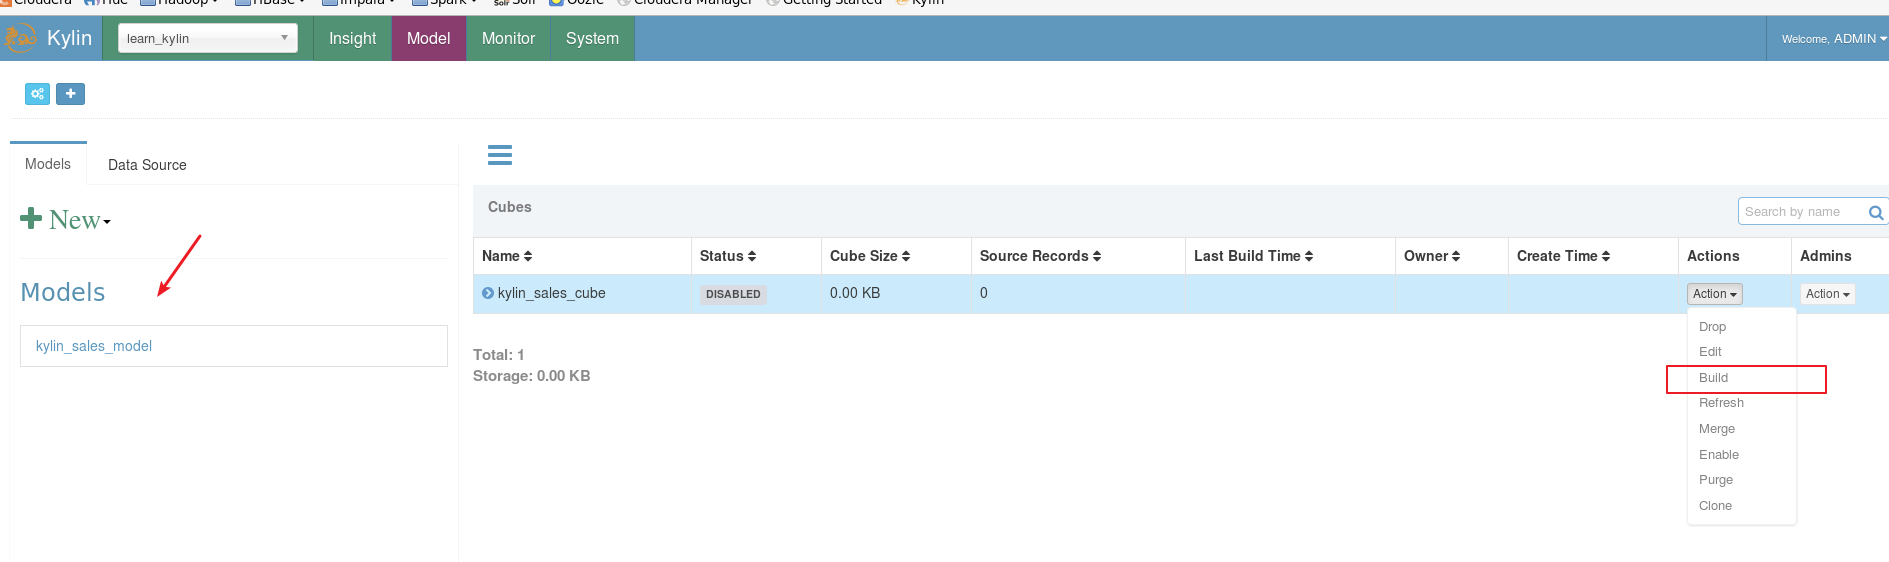 Cloudera Hue Hadoop HBase Impala Spark Solr Oozie Cloudera Manager Getting Started Kylin
Kylin learn_kylin Insight Model Monitor System Welcome, ADMIN
Models Data Source
New
Models
kylin_sales_model
Cubes Search by name
Name Status Cube Size Source Records Last Build Time Owner Create Time Actions Admins
kylin_sales_cube DISABLED 0.00 KB 0 Action Action
Drop
Edit
Build
Refresh
Merge
Enable
Purge
Clone
Total: 1
Storage: 0.00 KB